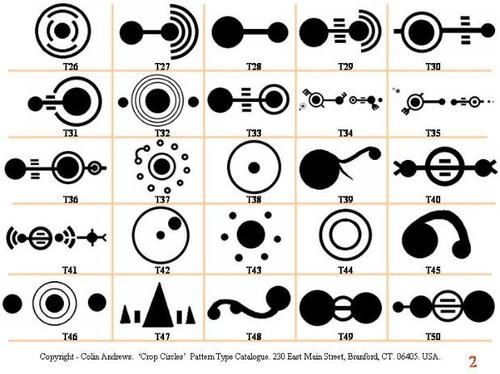 T26 T27 T28 T29 T30
T31 T32 T33 T34 T35
T36 T37 T38 T39 T40
T41 T42 T43 T44 T45
T46 T47 T48 T49 T50
Copyright - Colin Andrews. 'Crop Circles' Pattern Type Catalogue. 230 East Main Street, Branford, CT. 06405. USA.
2